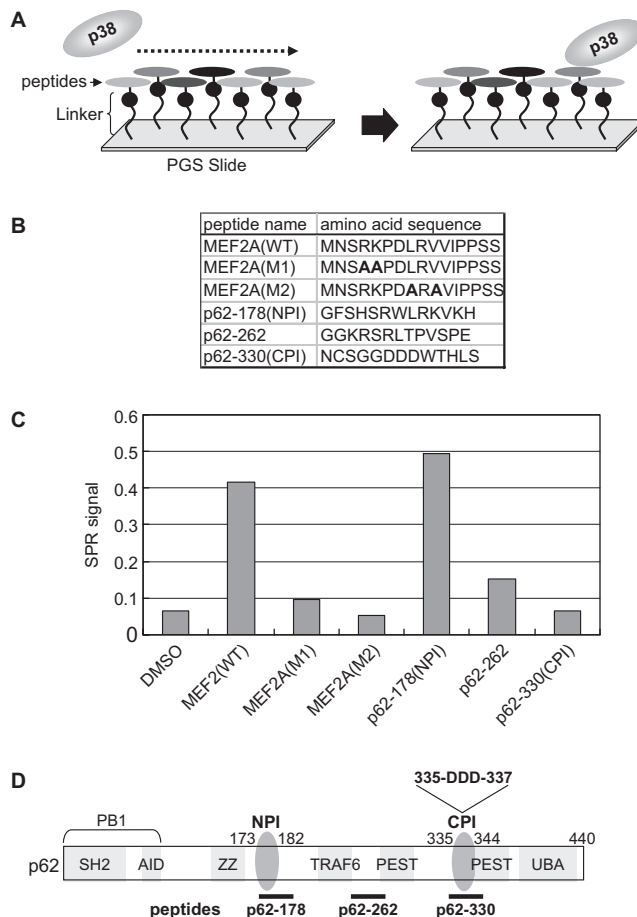 A
p38
peptides
Linker
PGS Slide
p38
B
peptide name amino acid sequence
MEF2A(WT) MNSRKPDLRVVIPPSS
MEF2A(M1) MNSAAPDLRVVIPPSS
MEF2A(M2) MNSRKPDARAVIPPSS
p62-178(NPI) GFSHSRWLRKVKH
p62-262 GGKRSRLTPVSPE
p62-330(CPI) NCSGGDDDWTHLS
C
0.6
0.5
0.4
0.3
0.2
0.1
0
SPR signal
DMSO
MEF2(WT)
MEF2A(M1)
MEF2A(M2)
p62-178(NPI)
p62-262
p62-330(CPI)
D
335-DDD-337
PB1 NPI CPI
173 182 335 344 440
p62 SH2 AID ZZ TRAF6 PEST PEST UBA
peptides p62-178 p62-262 p62-330